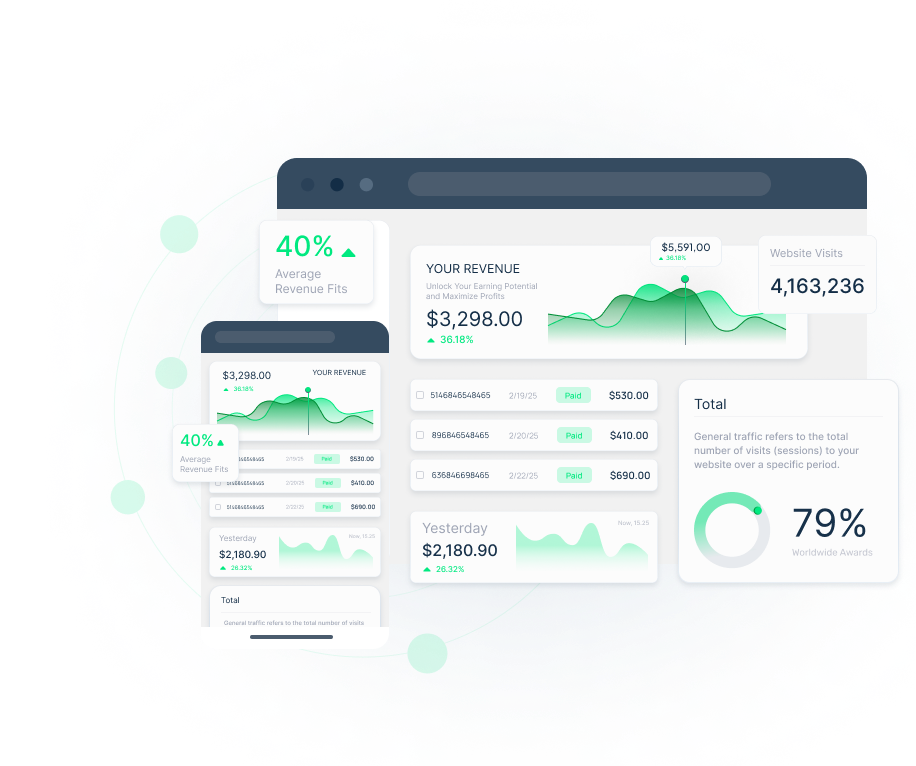 40%
Average
Revenue Fits
YOUR REVENUE
Unlock Your Earning Potential
and Maximize Profits
$3,298.00
36.18%
$5,591,00
36.18%
Website Visits
4,163,236
5146846548465 2/19/25 Paid $530.00
896846548465 2/20/25 Paid $410.00
636846698465 2/22/25 Paid $690.00
Yesterday
Now, 15.25
$2,180.90
26.32%
Total
General traffic refers to the total
number of visits (sessions) to your
website over a specific period.
79%
Worldwide Awards
$3,298.00
YOUR REVENUE
36.18%
40%
Average
Revenue Fits
2/19/25 Paid $530.00
2/20/25 Paid $410.00
2/22/25 Paid $690.00
Yesterday
Now, 15.25
$2,180.90
26.32%
Total
General traffic refers to the total number of visits